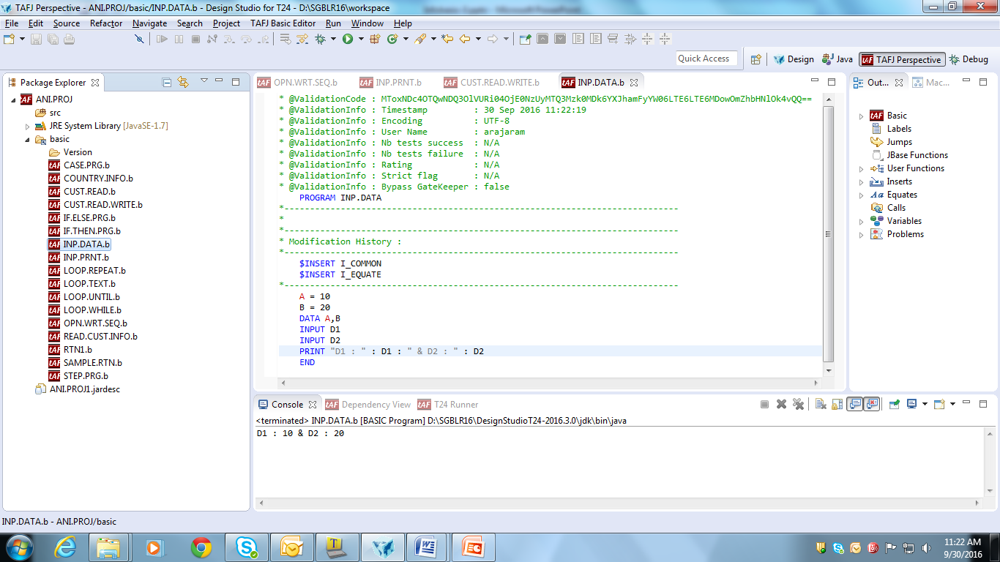 TAFJ Perspective - ANI.PROJ/basic/INP.DATA.b - Design Studio for T24 - D:\SGBLR16\workspace
File Edit Source Refactor Navigate Search Project TAFJ Basic Editor Run Window Help
Quick Access
Design Java TAFJ Perspective Debug
Package Explorer
ANI.PROJ
src
JRE System Library [JavaSE-1.7]
basic
Version
CASE.PRG.b
COUNTRY.INFO.b
CUST.READ.b
CUST.READ.WRITE.b
IF.ELSE.PRG.b
IF.THEN.PRG.b
INP.DATA.b
INP.PRNT.b
LOOP.REPEAT.b
LOOP.TEXT.b
LOOP.UNTIL.b
LOOP.WHILE.b
OPN.WRT.SEQ.b
READ.CUST.INFO.b
RTN1.b
SAMPLE.RTN.b
STEP.PRG.b
ANI.PROJ1.jardesc
OPN.WRT.SEQ.b INP.PRNT.b CUST.READ.WRITE.b INP.DATA.b
* @ValidationCode : MToxNDc4OTQwNDQ3OlVURi04OjE0NzUyMTQ3Mzk0MDk6YXJhamFyYW06LTE6LTE6MDowOmZhbHNlOk4vQQ==
* @ValidationInfo : Timestamp : 30 Sep 2016 11:22:19
* @ValidationInfo : Encoding : UTF-8
* @ValidationInfo : User Name : arajaram
* @ValidationInfo : Nb tests success : N/A
* @ValidationInfo : Nb tests failure : N/A
* @ValidationInfo : Rating : N/A
* @ValidationInfo : Strict flag : N/A
* @ValidationInfo : Bypass GateKeeper : false
PROGRAM INP.DATA
*-----------------------------------------------------------------------------
*
*-----------------------------------------------------------------------------
* Modification History :
*-----------------------------------------------------------------------------
$INSERT I_COMMON
$INSERT I_EQUATE
*-----------------------------------------------------------------------------
A = 10
B = 20
DATA A,B
INPUT D1
INPUT D2
PRINT "D1 : " : D1 : " & D2 : " : D2
END
Out... Mac...
Basic
Labels
Jumps
JBase Functions
User Functions
Inserts
Equates
Calls
Variables
Problems
Console Dependency View T24 Runner
<terminated> INP.DATA.b [BASIC Program] D:\SGBLR16\DesignStudioT24-2016.3.0\jdk\bin\java
D1 : 10 & D2 : 20
INP.DATA.b - ANI.PROJ/basic
11:22 AM
9/30/2016